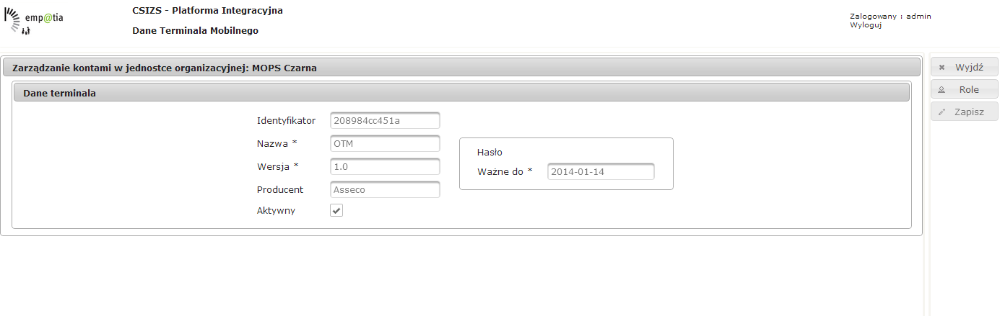 emp@tia
CSIZS - Platforma Integracyjna
Dane Terminala Mobilnego
Zalogowany : admin
Wyloguj
Zarządzanie kontami w jednostce organizacyjnej: MOPS Czarna
Dane terminala
Identyfikator 208984cc451a
Nazwa * OTM
Wersja * 1.0
Producent Asseco
Aktywny
Hasło
Ważne do * 2014-01-14
Wyjdź
Role
Zapisz